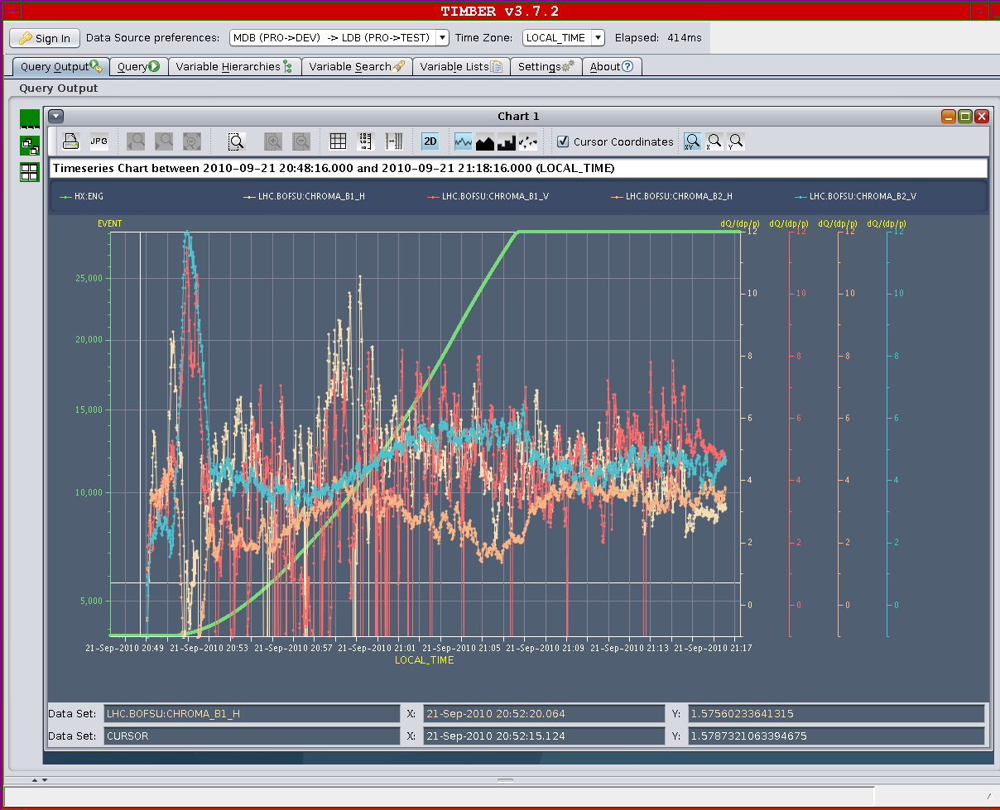 TIMBER v3.7.2
Sign In Data Source preferences: MDB (PRO->DEV) -> LDB (PRO->TEST) Time Zone: LOCAL_TIME Elapsed: 414ms
Query Output Query Variable Hierarchies Variable Search Variable Lists Settings About
Query Output
Chart 1
JPG 2D Cursor Coordinates XY X Y
Timeseries Chart between 2010-09-21 20:48:16.000 and 2010-09-21 21:18:16.000 (LOCAL_TIME)
HX:ENG LHC.BOFSU:CHROMA_B1_H LHC.BOFSU:CHROMA_B1_V LHC.BOFSU:CHROMA_B2_H LHC.BOFSU:CHROMA_B2_V
EVENT dQ/(dp/p) dQ/(dp/p) dQ/(dp/p) dQ/(dp/p)
12 12 12 12
25,000
10 10 10 10
20,000
8 8 8 8
15,000
6 6 6 6
10,000
4 4 4 4
2 2 2 2
5,000
0 0 0 0
21-Sep-2010 20:49 21-Sep-2010 20:53 21-Sep-2010 20:57 21-Sep-2010 21:01 21-Sep-2010 21:05 21-Sep-2010 21:09 21-Sep-2010 21:13 21-Sep-2010 21:17
LOCAL_TIME
Data Set: LHC.BOFSU:CHROMA_B1_H X: 21-Sep-2010 20:52:20.064 Y: 1.57560233641315
Data Set: CURSOR X: 21-Sep-2010 20:52:15.124 Y: 1.5787321063394675